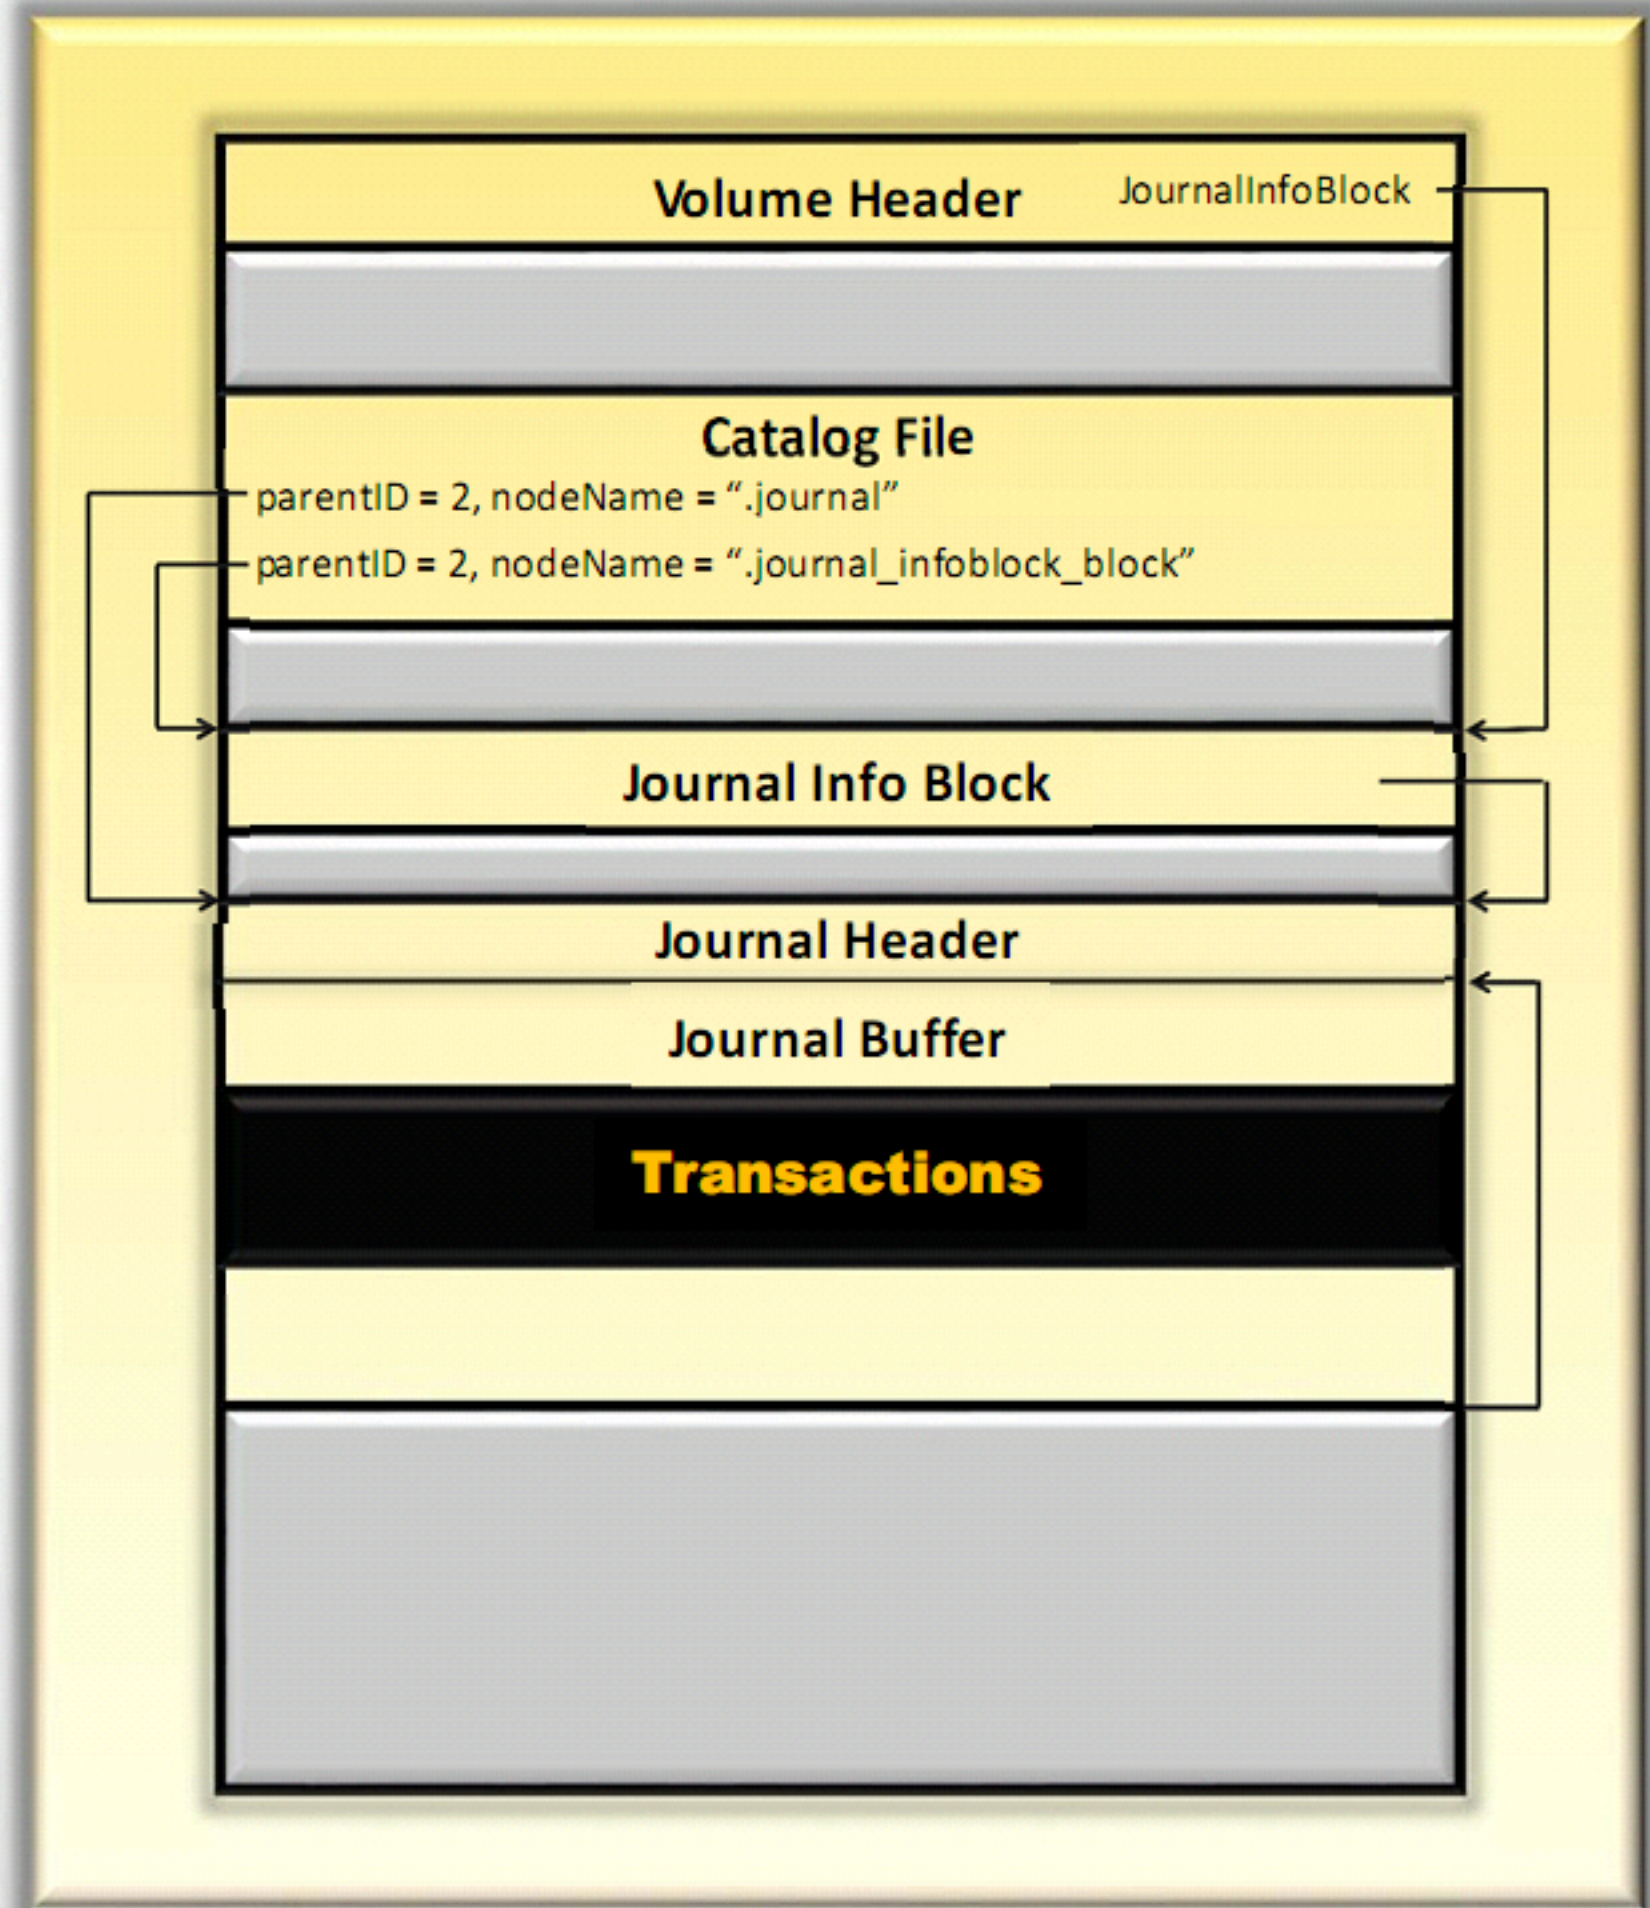 Volume Header JournalInfoBlock
Catalog File
parentID = 2, nodeName = “.journal”
parentID = 2, nodeName = “.journal_infoblock_block”
Journal Info Block
Journal Header
Journal Buffer
Transactions